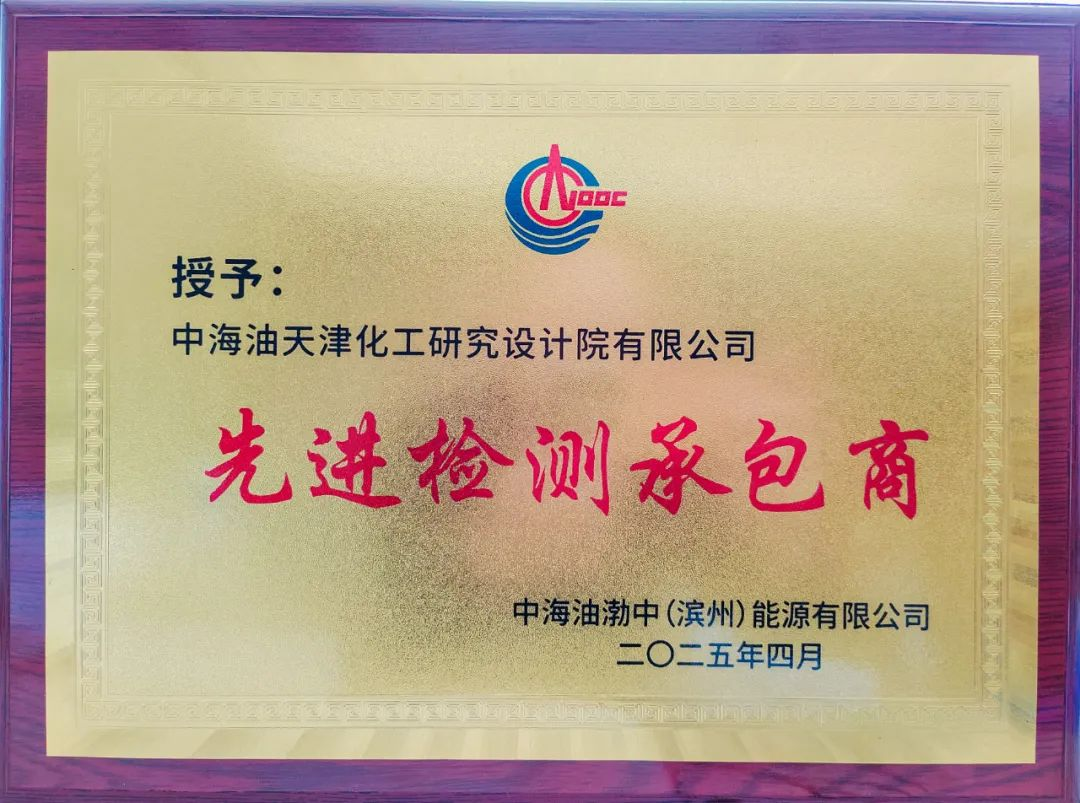 CNOOC
授予：
中海油天津化工研究设计院有限公司
先进检测承包商
中海油渤中(滨州)能源有限公司
二〇二五年四月